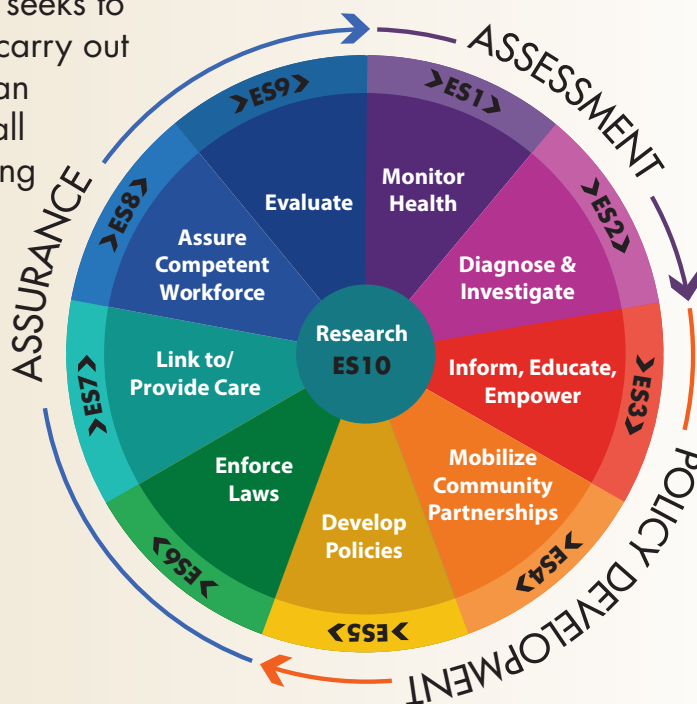 seeks to
carry out
an
all
ng
ASSESSMENT
POLICY DEVELOPMENT
ASSURANCE
ES1
Monitor
Health
ES2
Diagnose &
Investigate
ES3
Inform, Educate,
Empower
ES4
Mobilize
Community
Partnerships
ES5
Develop
Policies
ES6
Enforce
Laws
ES7
Link to/
Provide Care
ES8
Assure
Competent
Workforce
ES9
Evaluate
Research
ES10